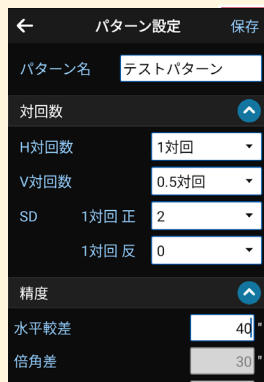 ← パターン設定 保存
パターン名 テストパターン
対回数
H対回数 1対回
V対回数 0.5対回
SD 1対回 正 2
1対回 反 0
精度
水平較差 40 "
倍角差 30 "